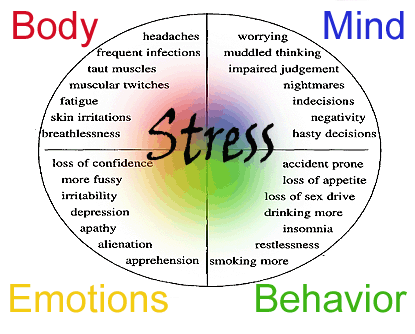 Body
Mind
headaches
frequent infections
taut muscles
muscular twitches
fatigue
skin irritations
breathlessness
worrying
muddled thinking
impaired judgement
nightmares
indecisions
negativity
hasty decisions
Stress
loss of confidence
more fussy
irritability
depression
apathy
alienation
apprehension
accident prone
loss of appetite
loss of sex drive
drinking more
insomnia
restlessness
smoking more
Emotions
Behavior